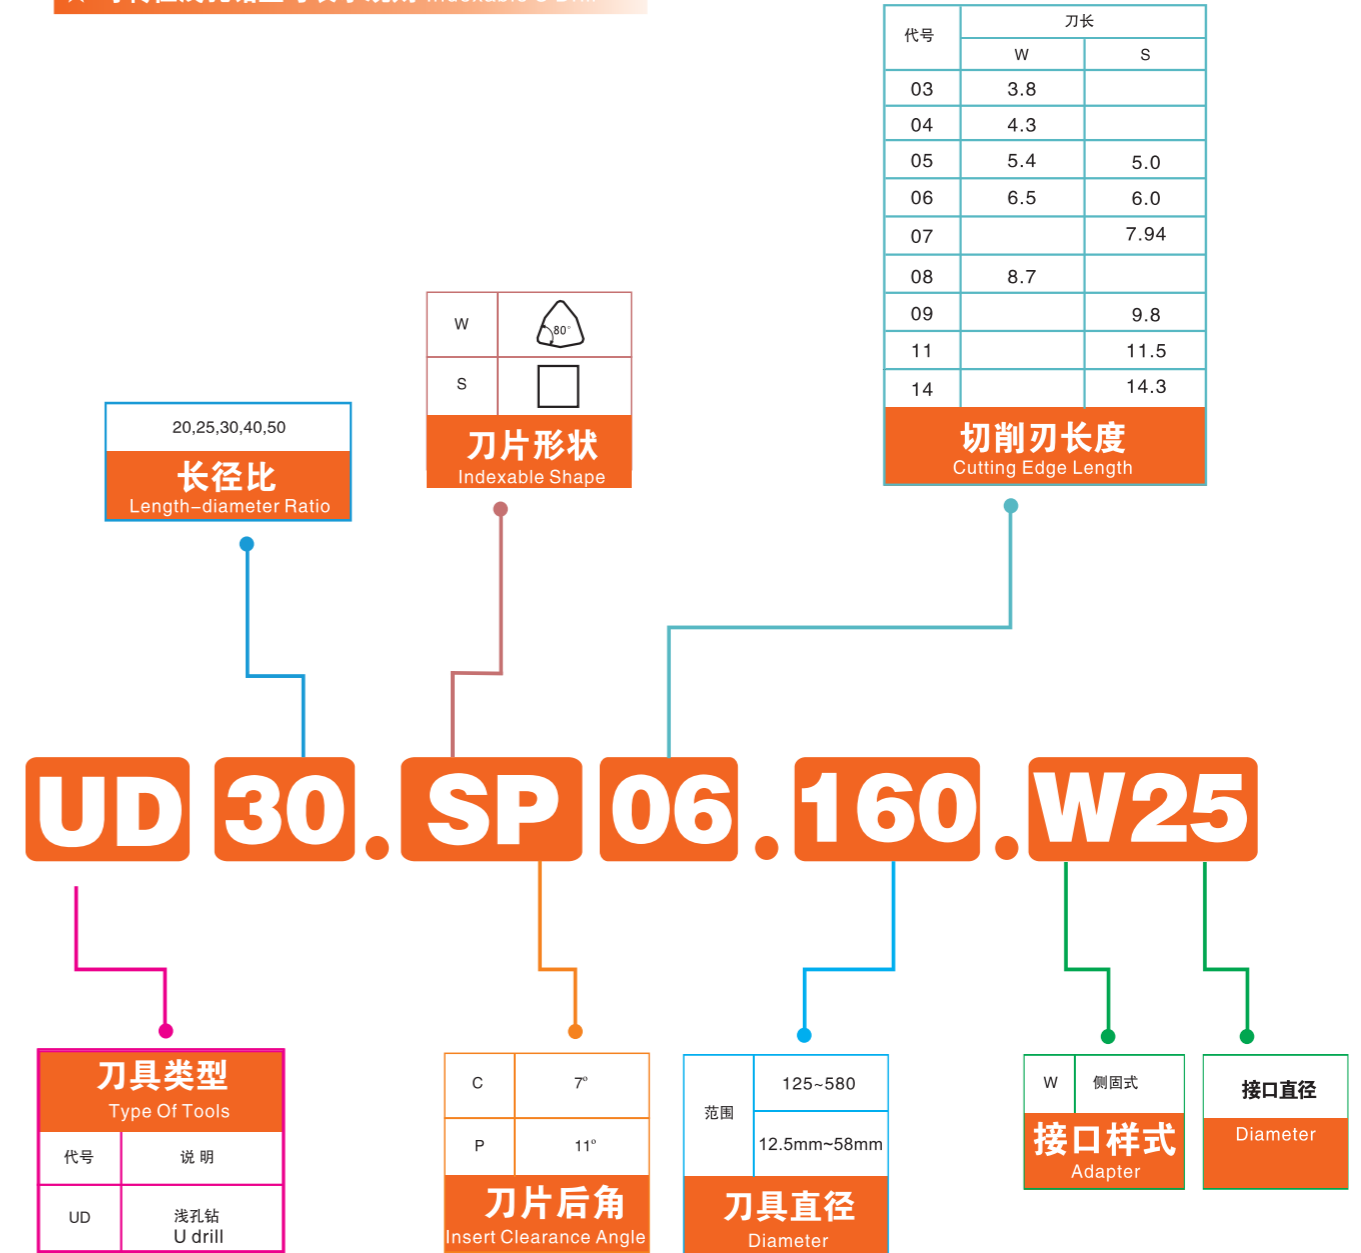 Indexable U Drill
代号 刀长
W S
03 3.8
04 4.3
05 5.4 5.0
06 6.5 6.0
07 7.94
08 8.7
09 9.8
11 11.5
14 14.3
切削刃长度
Cutting Edge Length
W 80°
S
刀片形状
Indexable Shape
20,25,30,40,50
长径比
Length-diameter Ratio
UD 30 . SP 06 . 160 . W25
刀具类型
Type Of Tools
代号 说 明
UD 浅孔钻
U drill
C 7°
P 11°
刀片后角
Insert Clearance Angle
范围 125~580
12.5mm~58mm
刀具直径
Diameter
W 侧固式
接口样式
Adapter
接口直径
Diameter